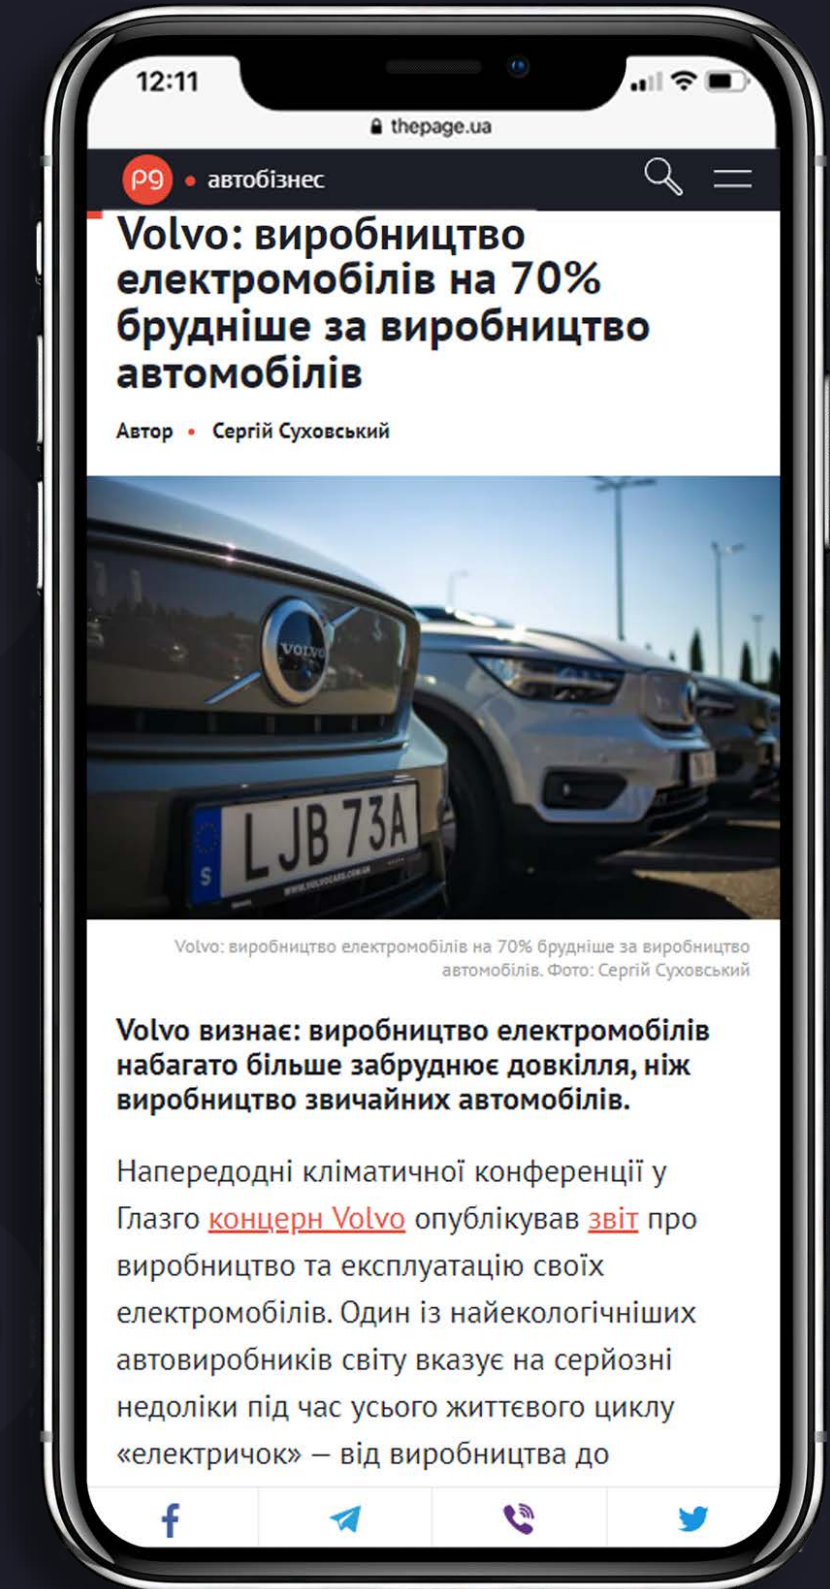 12:11
thepage.ua
pg • автобізнес
Volvo: виробництво
електромобілів на 70%
брудніше за виробництво
автомобілів
Автор • Сергій Суховський
VOLVO
S
LJB 73A
WWW.VOLVOCARS.COM.UA
Volvo: виробництво електромобілів на 70% брудніше за виробництво
автомобілів. Фото: Сергій Суховський
Volvo визнає: виробництво електромобілів
набагато більше забруднює довкілля, ніж
виробництво звичайних автомобілів.
Напередодні кліматичної конференції у
Глазго концерн Volvo опублікував звіт про
виробництво та експлуатацію своїх
електромобілів. Один із найекологічніших
автовиробників світу вказує на серйозні
недоліки під час усього життєвого циклу
«електричок» — від виробництва до